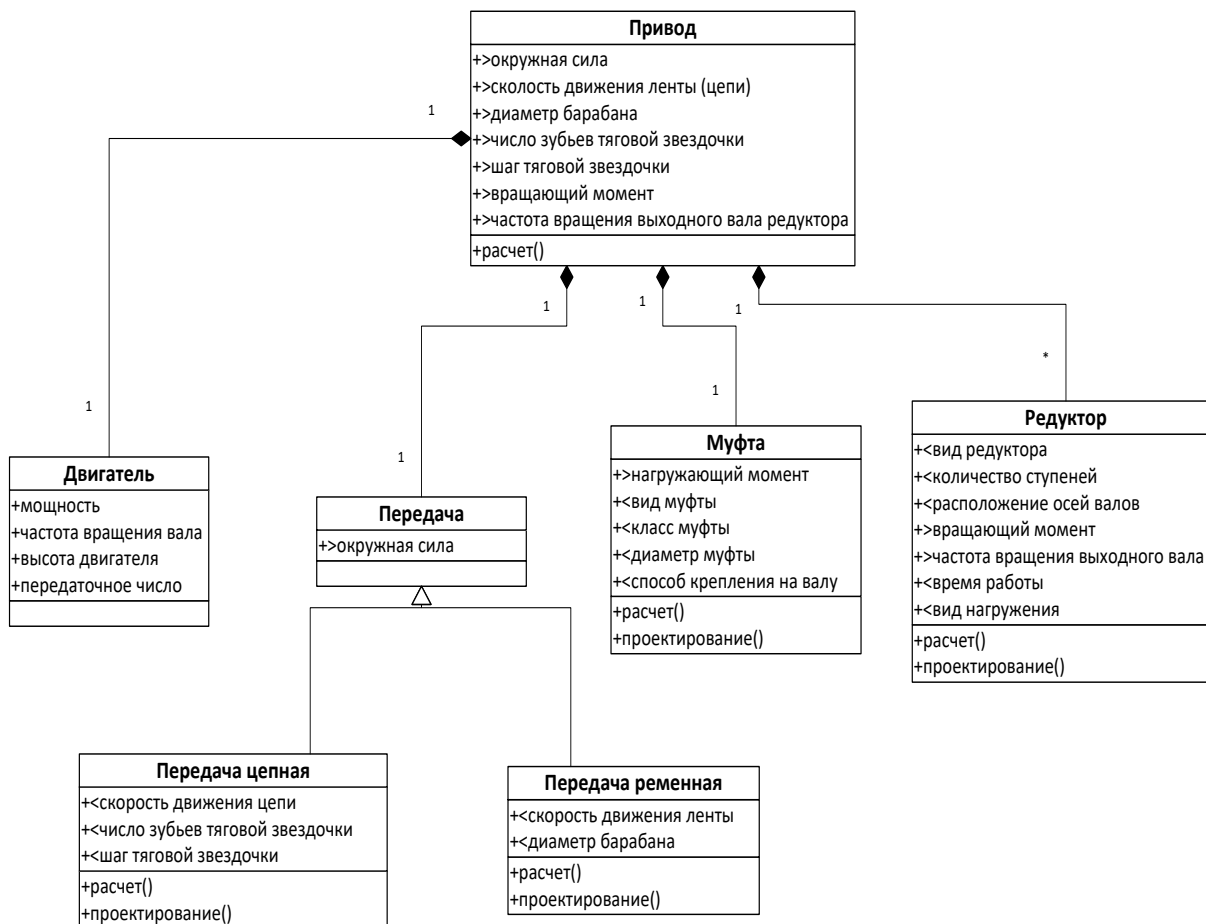 Привод
+>окружная сила
+>сколость движения ленты (цепи)
+>диаметр барабана
+>число зубьев тяговой звездочки
+>шаг тяговой звездочки
+>вращающий момент
+>частота вращения выходного вала редуктора
+расчет()
1
1
1
1
1
1
1
*
Двигатель
+мощность
+частота вращения вала
+высота двигателя
+передаточное число
Передача
+>окружная сила
Муфта
+>нагружающий момент
+<вид муфты
+<класс муфты
+<диаметр муфты
+<способ крепления на валу
+расчет()
+проектирование()
Редуктор
+<вид редуктора
+<количество ступеней
+<расположение осей валов
+>вращающий момент
+>частота вращения выходного вала
+<время работы
+<вид нагружения
+расчет()
+проектирование()
Передача цепная
+<скорость движения цепи
+<число зубьев тяговой звездочки
+<шаг тяговой звездочки
+расчет()
+проектирование()
Передача ременная
+<скорость движения ленты
+<диаметр барабана
+расчет()
+проектирование()